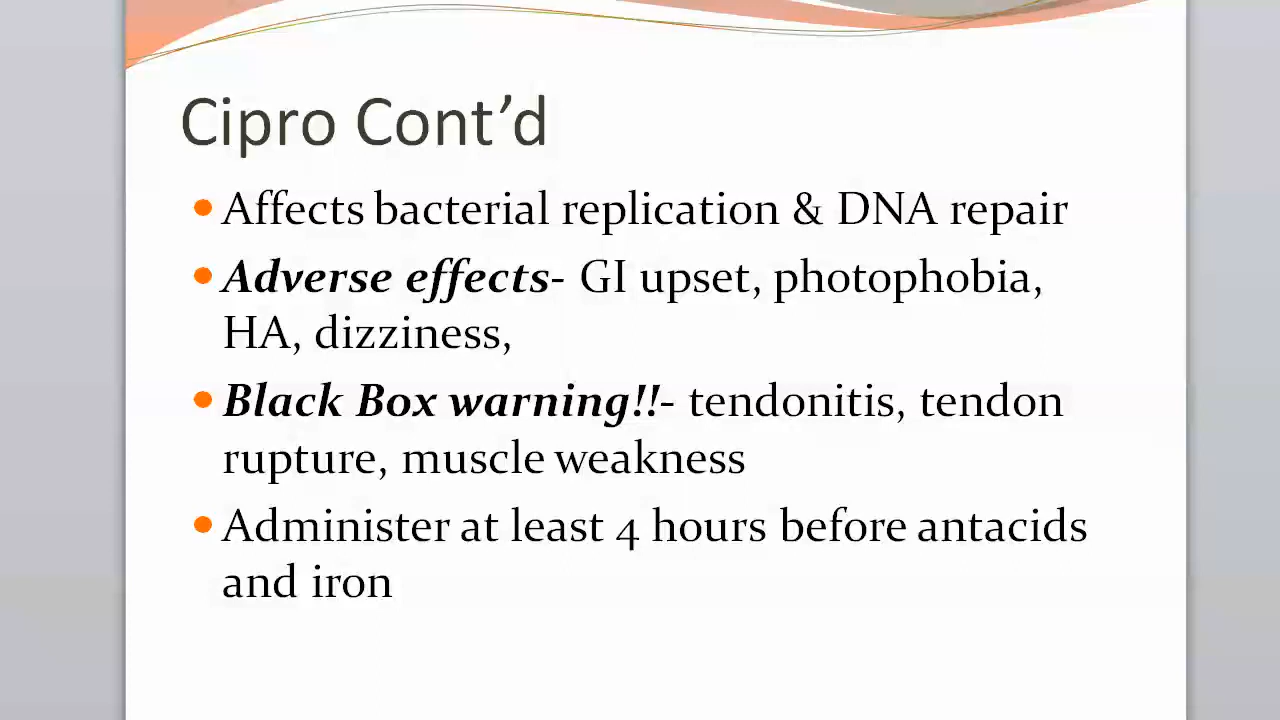 Cipro Cont’d
Affects bacterial replication & DNA repair
Adverse effects- GI upset, photophobia,
HA, dizziness,
Black Box warning!!- tendonitis, tendon
rupture, muscle weakness
Administer at least 4 hours before antacids
and iron